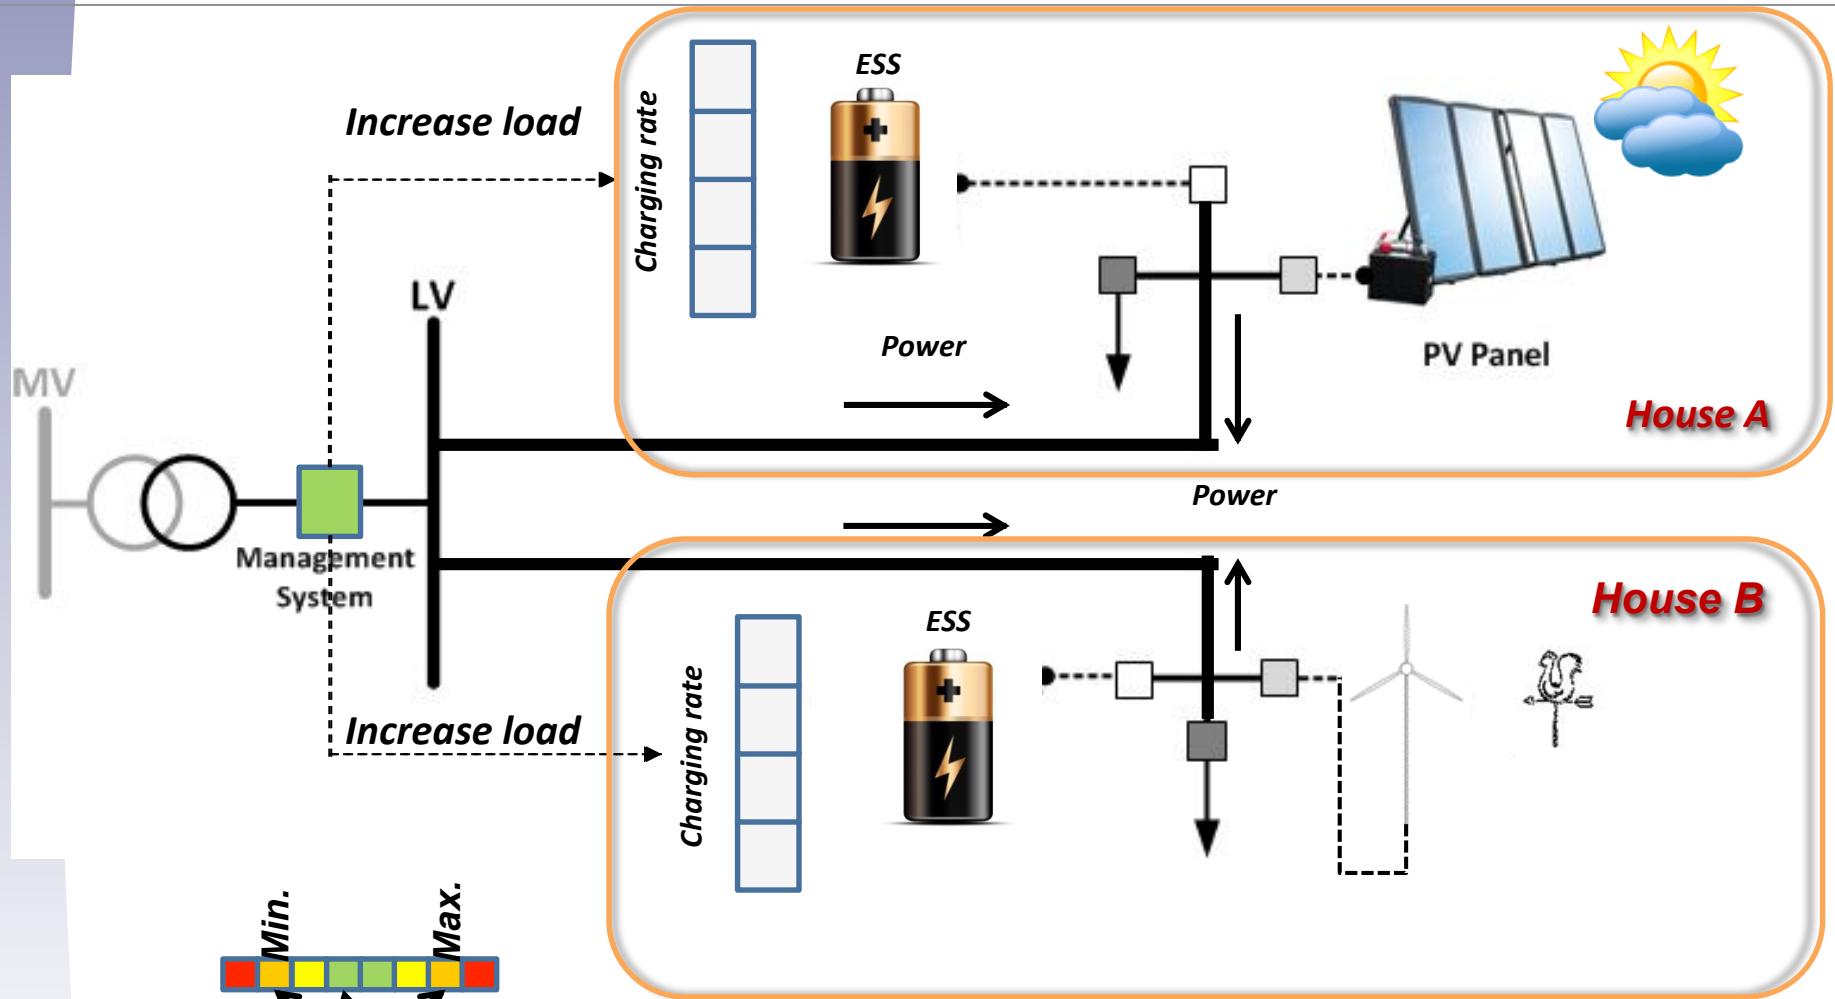 ESS
Increase load
Charging rate
LV
Power
PV Panel
MV
House A
Power
Management
System
House B
ESS
Increase load
Charging rate
Min.
Max.